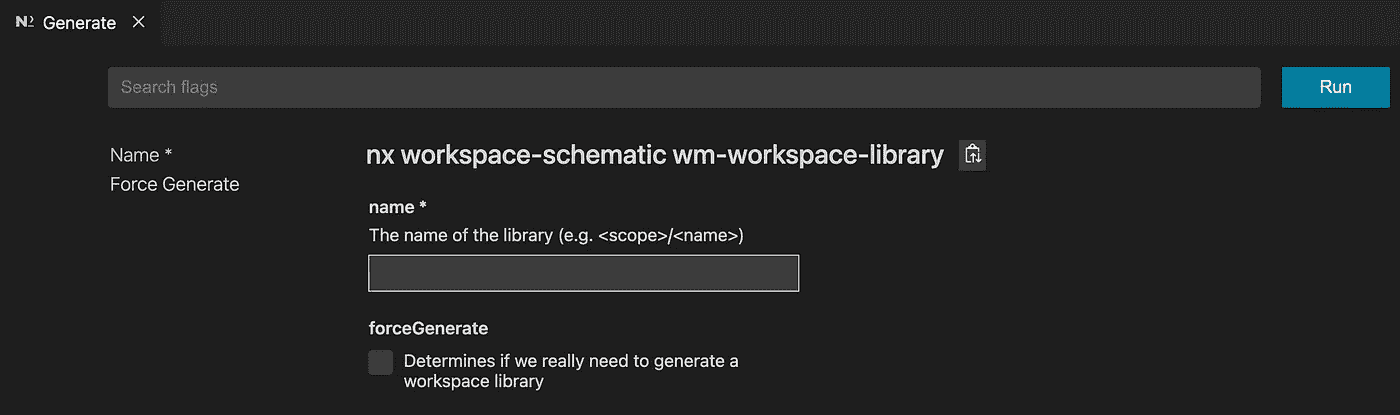 Generate
Search flags
Run
Name *
Force Generate
nx workspace-schematic wm-workspace-library
name *
The name of the library (e.g. <scope>/<name>)
forceGenerate
Determines if we really need to generate a
workspace library